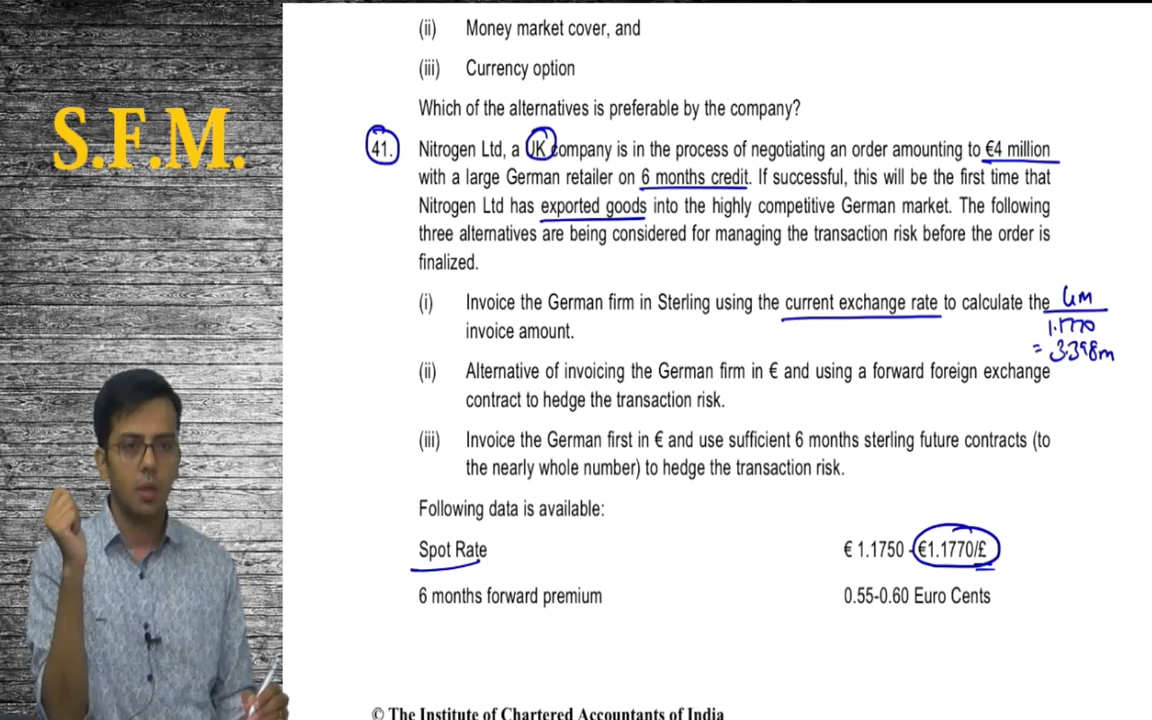 S.F.M.
(ii) Money market cover, and
(iii) Currency option
Which of the alternatives is preferable by the company?
41. Nitrogen Ltd, a UK company is in the process of negotiating an order amounting to €4 million
with a large German retailer on 6 months credit. If successful, this will be the first time that
Nitrogen Ltd has exported goods into the highly competitive German market. The following
three alternatives are being considered for managing the transaction risk before the order is
finalized.
(i) Invoice the German firm in Sterling using the current exchange rate to calculate the
invoice amount.
4M
1.1770
= 3.398m
(ii) Alternative of invoicing the German firm in € and using a forward foreign exchange
contract to hedge the transaction risk.
(iii) Invoice the German first in € and use sufficient 6 months sterling future contracts (to
the nearly whole number) to hedge the transaction risk.
Following data is available:
Spot Rate € 1.1750 - €1.1770/£
6 months forward premium 0.55-0.60 Euro Cents
© The Institute of Chartered Accountants of India